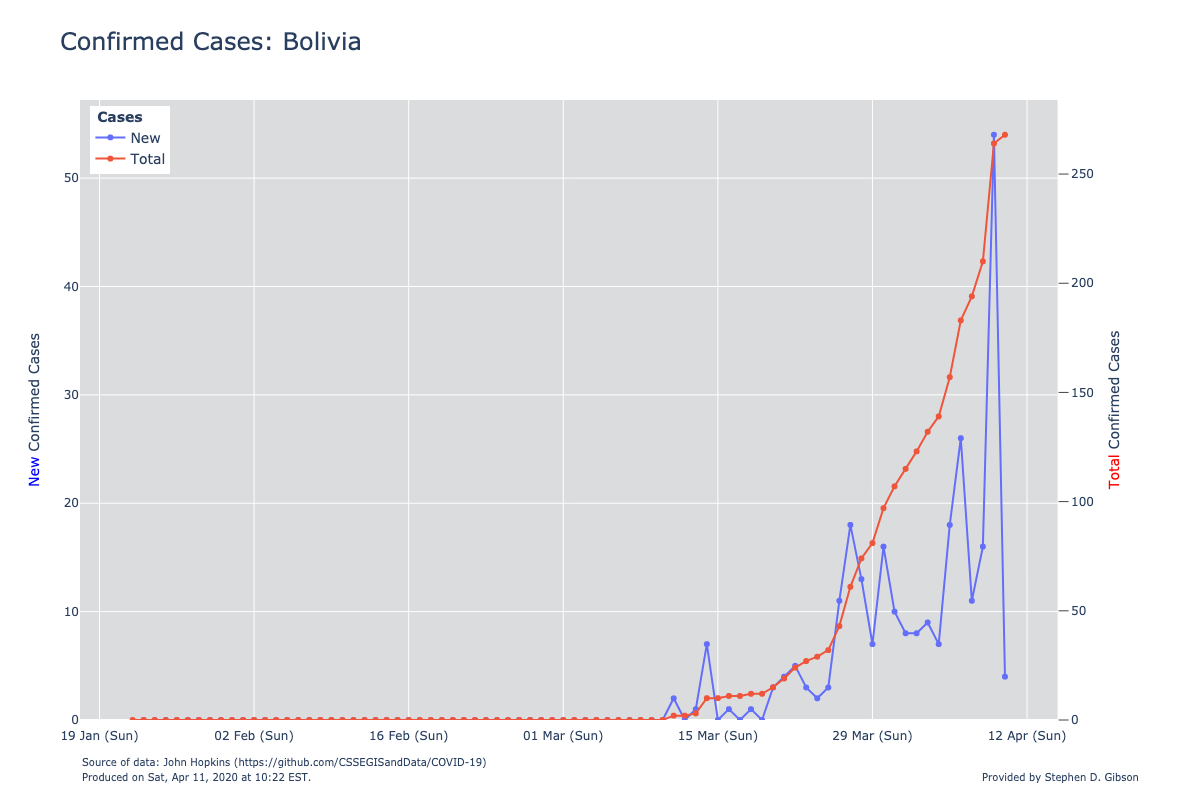 Confirmed Cases: Bolivia
Cases
New
Total
50
40
30
20
10
0
New Confirmed Cases
250
200
150
100
50
0
Total Confirmed Cases
19 Jan (Sun)
02 Feb (Sun)
16 Feb (Sun)
01 Mar (Sun)
15 Mar (Sun)
29 Mar (Sun)
12 Apr (Sun)
Source of data: John Hopkins (https://github.com/CSSEGISandData/COVID-19)
Produced on Sat, Apr 11, 2020 at 10:22 EST.
Provided by Stephen D. Gibson